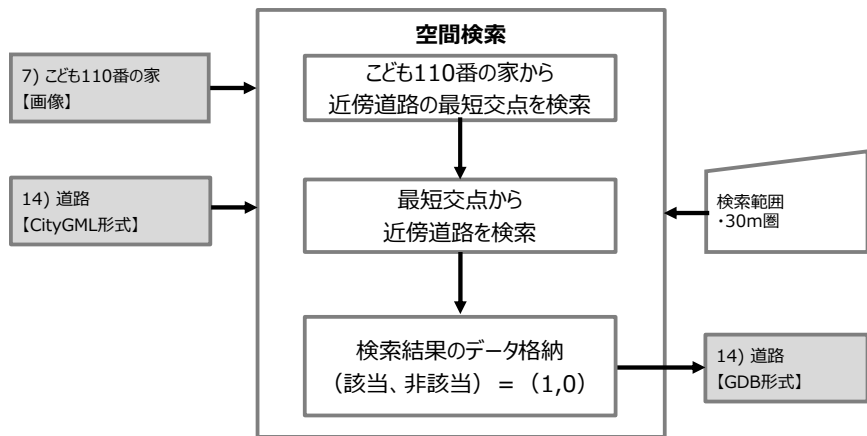 空間検索
7) こども110番の家
【画像】
こども110番の家から
近傍道路の最短交点を検索
14) 道路
【CityGML形式】
最短交点から
近傍道路を検索
検索範囲
・30m圏
検索結果のデータ格納
（該当、非該当）＝（1,0）
14) 道路
【GDB形式】